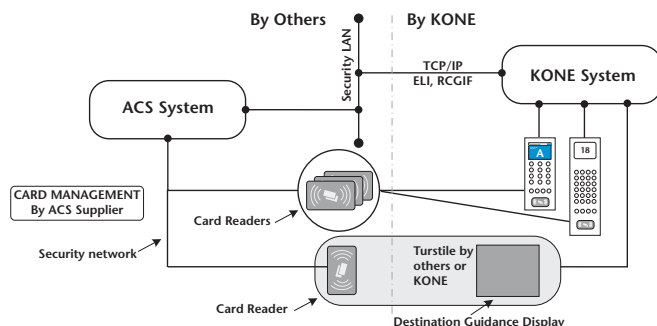 By Others
By KONE
Security LAN
TCP/IP
ELI, RCGIF
KONE System
ACS System
A
18
CARD MANAGEMENT
By ACS Supplier
Card Readers
Security network
Turstile by
others or
KONE
Card Reader
Destination Guidance Display